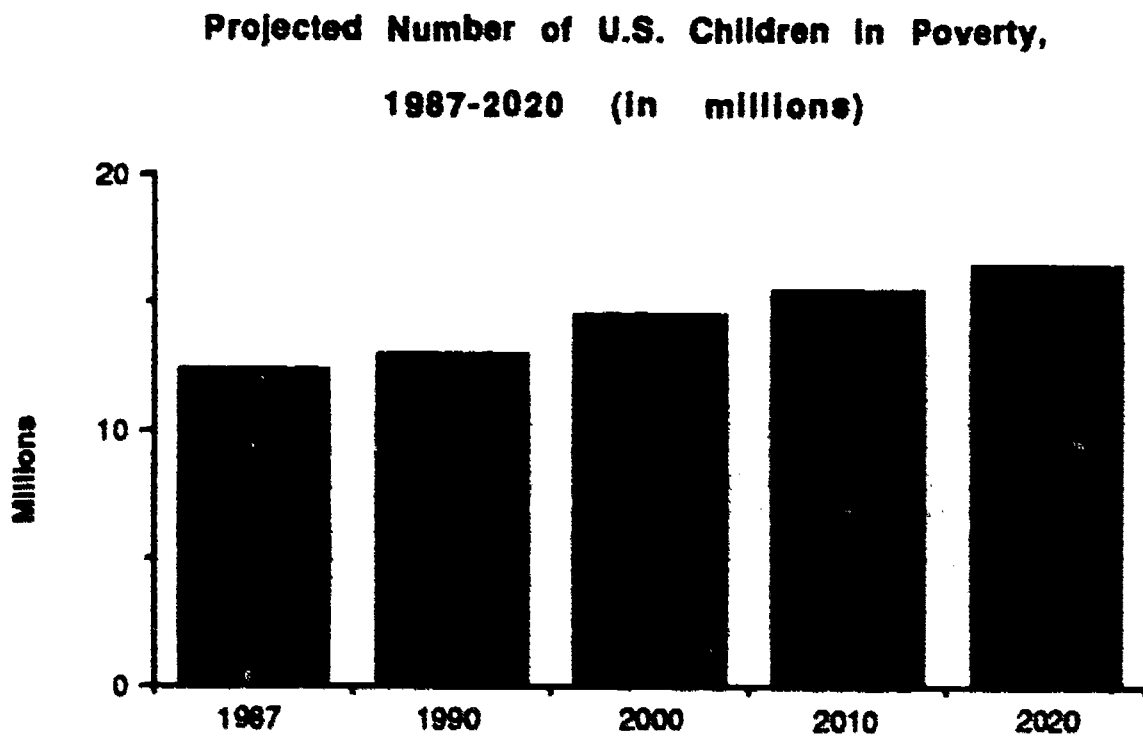 Projected Number of U.S. Children in Poverty,
1987-2020 (in millions)
20
10
0
Millions
1987
1990
2000
2010
2020